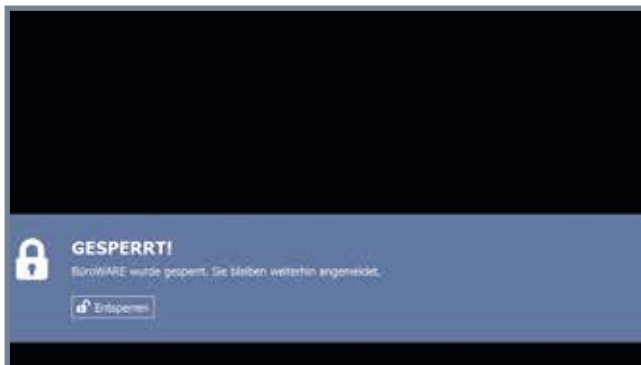 GESPERRT!
BüroWARE wurde gesperrt. Sie bleiben weiterhin angemeldet.
Entsperren